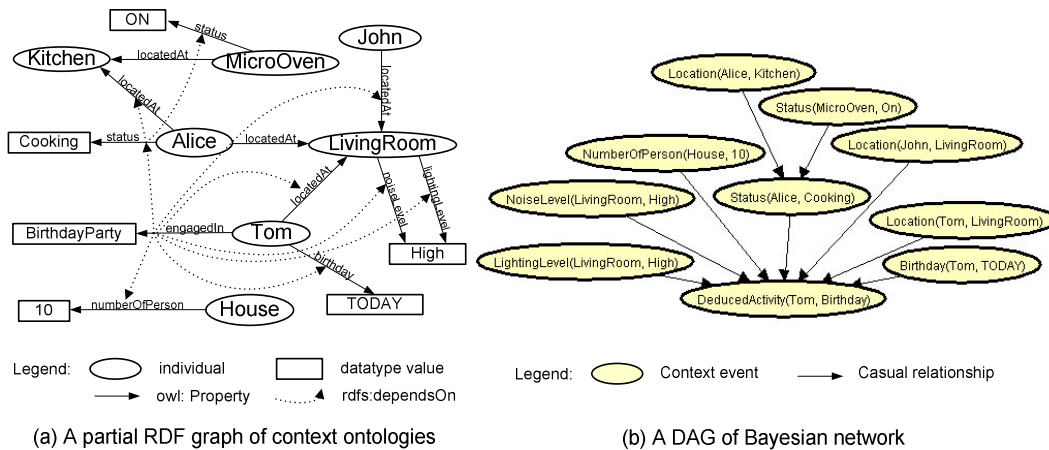 ON
status
John
Kitchen
locatedAt
MicroOven
locatedAt
locatedAt
Cooking
status
Alice
locatedAt
LivingRoom
locatedAt
noiseLevel
lightingLevel
BirthdayParty
engagedIn
Tom
High
birthday
10
numberOfPerson
House
TODAY
Legend:
individual
datatype value
owl: Property
rdfs:dependsOn
(a) A partial RDF graph of context ontologies
Location(Alice, Kitchen)
Status(MicroOven, On)
Location(John, LivingRoom)
NumberOfPerson(House, 10)
NoiseLevel(LivingRoom, High)
Status(Alice, Cooking)
Location(Tom, LivingRoom)
LightingLevel(LivingRoom, High)
Birthday(Tom, TODAY)
DeducedActivity(Tom, Birthday)
Legend:
Context event
Casual relationship
(b) A DAG of Bayesian network